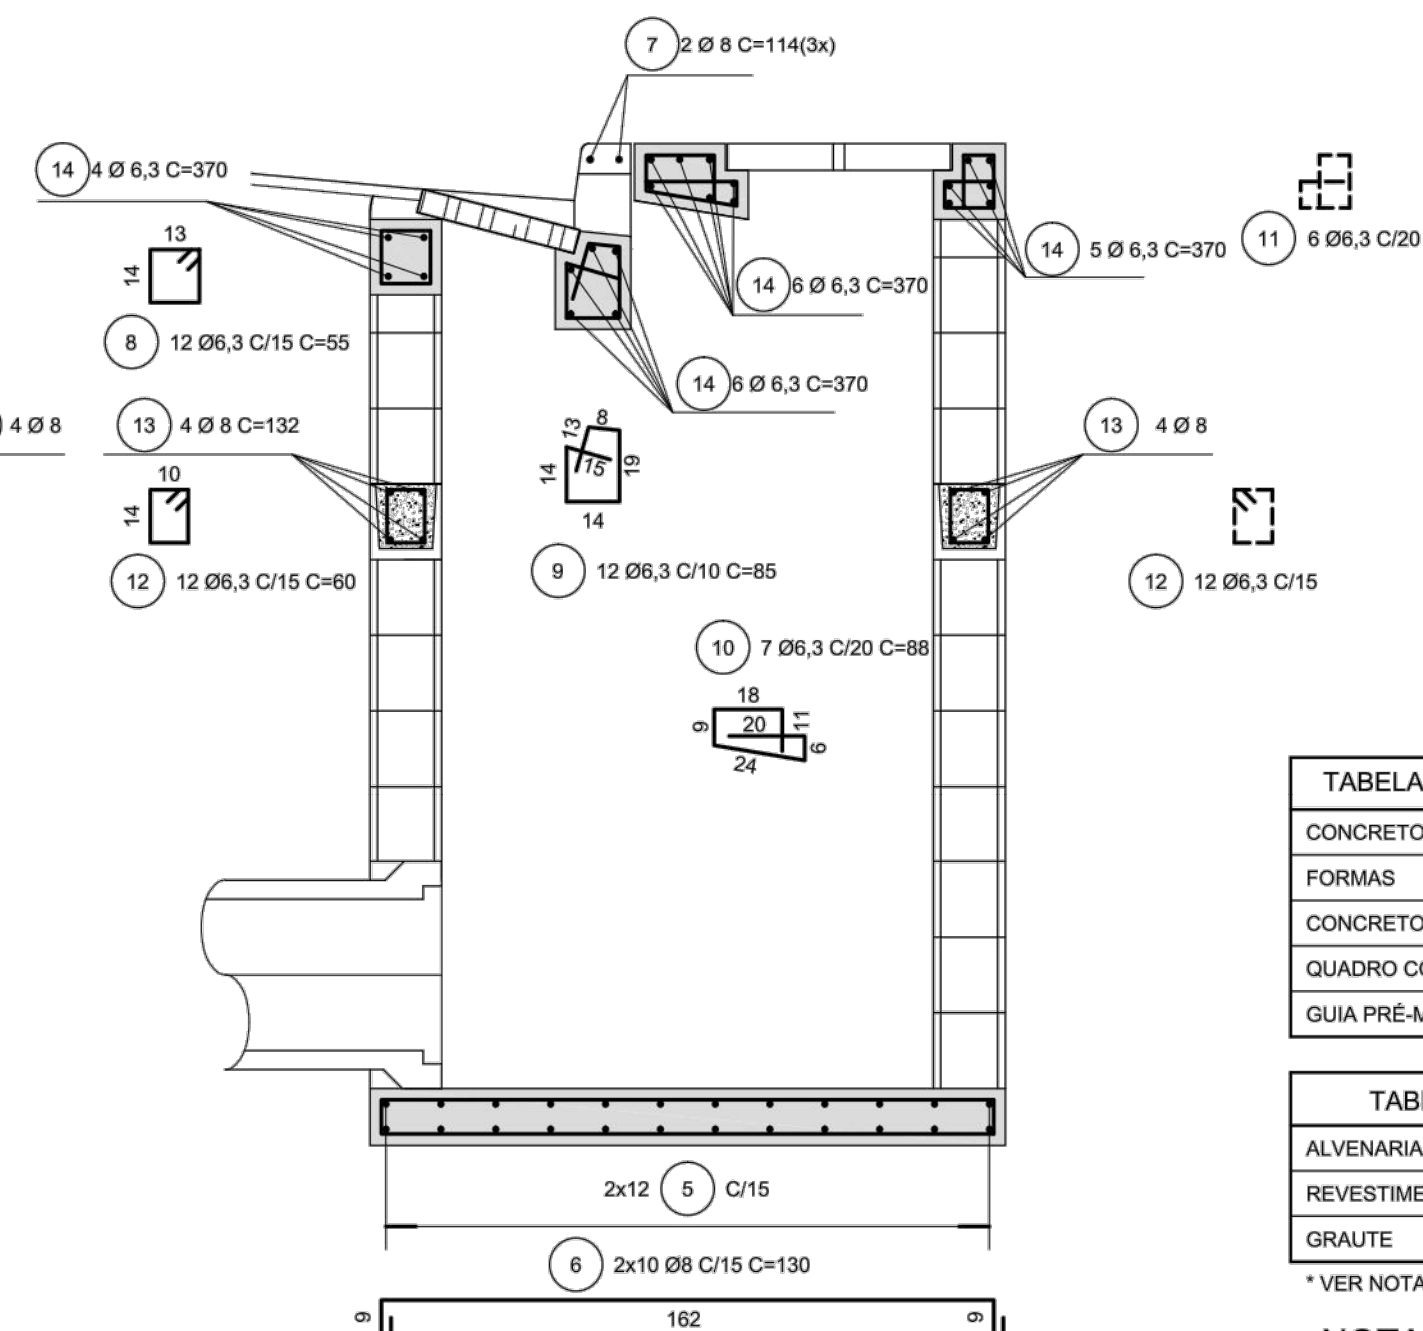 7 2 Ø 8 C=114(3x)
14 4 Ø 6,3 C=370
13
14
8 12 Ø6,3 C/15 C=55
14 6 Ø 6,3 C=370
14 5 Ø 6,3 C=370
11 6 Ø6,3 C/20
14 6 Ø 6,3 C=370
4 Ø 8
13 4 Ø 8 C=132
13 4 Ø 8
10
14
12 12 Ø6,3 C/15 C=60
8
13
15
14
19
14
9 12 Ø6,3 C/10 C=85
12 12 Ø6,3 C/15
10 7 Ø6,3 C/20 C=88
18
9
20
11
6
24
TABELA
CONCRETO
FORMAS
CONCRETO
QUADRO CO
GUIA PRÉ-M
TAB
ALVENARIA
REVESTIME
GRAUTE
* VER NOTA
2x12 5 C/15
6 2x10 Ø8 C/15 C=130
9
162
9